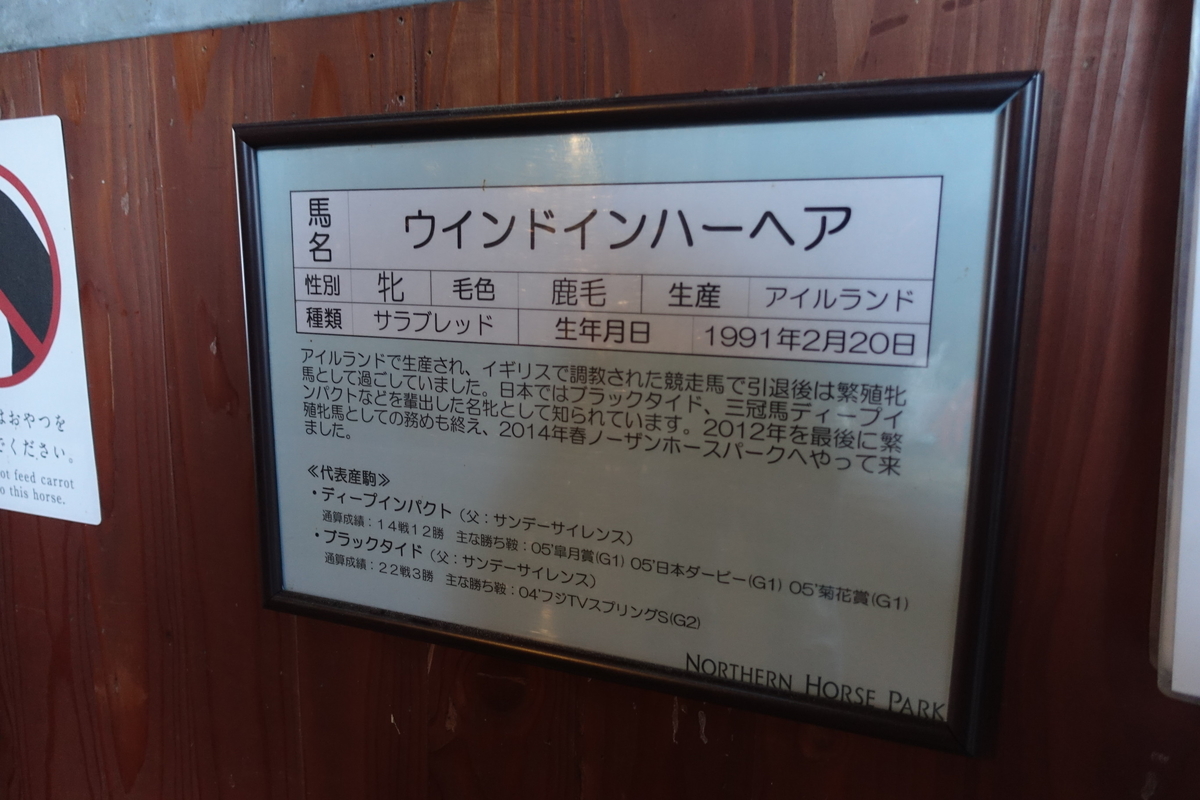 馬名 ウインドインハーヘア
性別 牝 毛色 鹿毛 生産 アイルランド
種類 サラブレッド 生年月日 1991年2月20日
アイルランドで生産され、イギリスで調教された競走馬で引退後は繁殖牝
馬として過ごしていました。日本ではブラックタイド、三冠馬ディープイ
ンパクトなどを輩出した名牝として知られています。2012年を最後に繁
殖牝馬としての務めも終え、2014年春ノーザンホースパークへやって来
ました。
≪代表産駒≫
・ディープインパクト(父:サンデーサイレンス)
通算成績:14戦12勝 主な勝ち鞍:05'皐月賞(G1) 05'日本ダービー(G1) 05'菊花賞(G1)
・ブラックタイド(父:サンデーサイレンス)
通算成績:22戦3勝 主な勝ち鞍:04'フジTVスプリングS(G2)
NORTHERN HORSE PARK
はおやつを
ください。
ot feed carrot
o this horse.